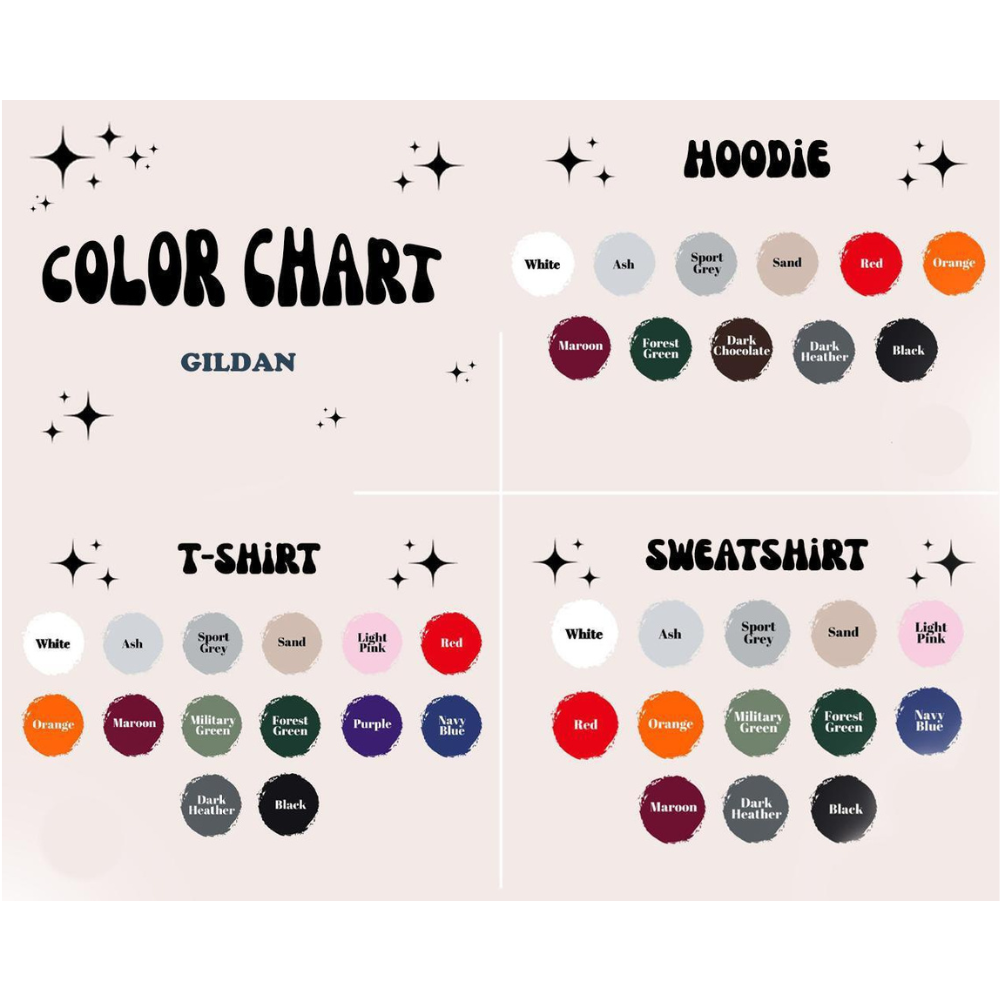 COLOR CHART
GILDAN
HOODiE
White
Ash
Sport
Grey
Sand
Red
Orange
Maroon
Forest
Green
Dark
Chocolate
Dark
Heather
Black
T-SHiRT
White
Ash
Sport
Grey
Sand
Light
Pink
Red
Orange
Maroon
Military
Green
Forest
Green
Purple
Navy
Blue
Dark
Heather
Black
SWEATSHiRT
White
Ash
Sport
Grey
Sand
Light
Pink
Red
Orange
Military
Green
Forest
Green
Navy
Blue
Maroon
Dark
Heather
Black